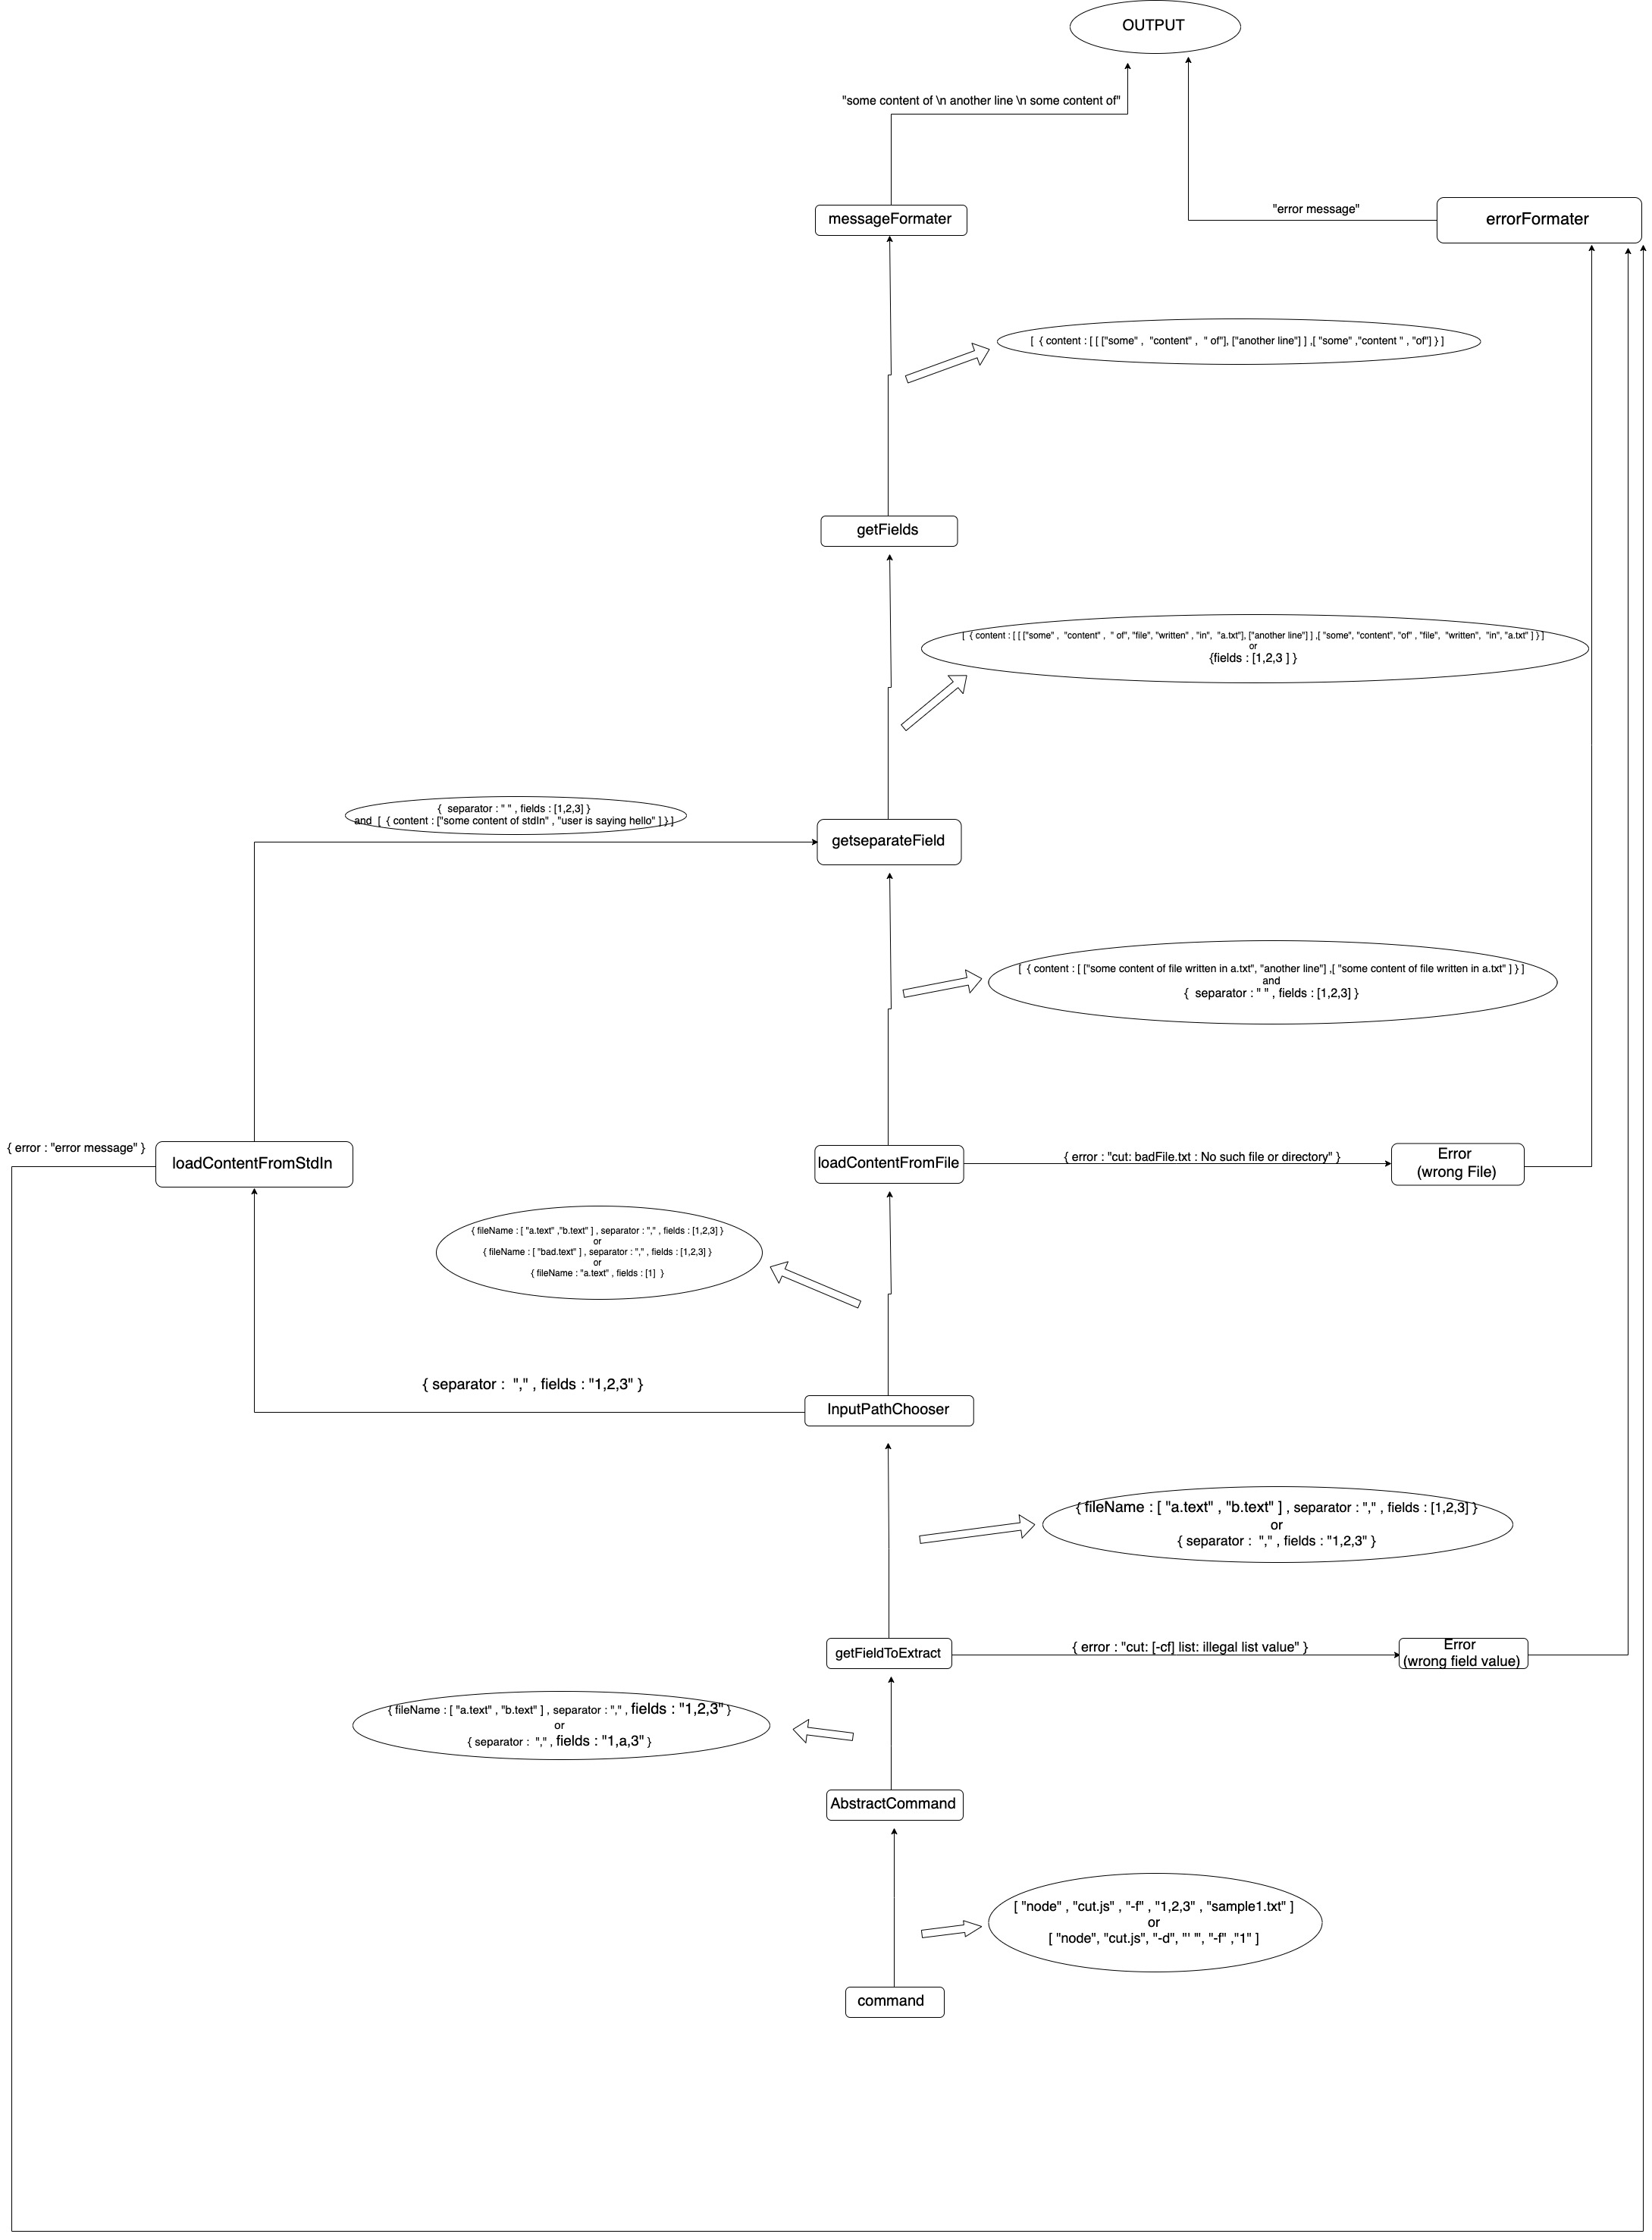 OUTPUT
"some content of \n another line \n some content of"
messageFormater
"error message"
errorFormater
[ { content : [ [ ["some" , "content" , " of"], ["another line"] ] ,[ "some" ,"content " , "of"] } ]
getFields
[ { content : [ [ ["some" , "content" , " of", "file", "written" , "in", "a.txt"], ["another line"] ] ,[ "some", "content", "of" , "file", "written", "in", "a.txt" ] } ]
or
{fields : [1,2,3 ] }
{ separator : " " , fields : [1,2,3] }
and [ { content : ["some content of stdIn" , "user is saying hello" ] } ]
getseparateField
[ { content : [ ["some content of file written in a.txt", "another line"] ,[ "some content of file written in a.txt" ] } ]
and
{ separator : " " , fields : [1,2,3] }
{ error : "error message" }
loadContentFromStdIn
loadContentFromFile
{ error : "cut: badFile.txt : No such file or directory" }
Error
(wrong File)
{ fileName : [ "a.text" ,"b.text" ] , separator : "," , fields : [1,2,3] }
or
{ fileName : [ "bad.text" ] , separator : "," , fields : [1,2,3] }
or
{ fileName : "a.text" , fields : [1] }
{ separator : "," , fields : "1,2,3" }
InputPathChooser
{ fileName : [ "a.text" , "b.text" ] , separator : "," , fields : [1,2,3] }
or
{ separator : "," , fields : "1,2,3" }
getFieldToExtract
{ error : "cut: [-cf] list: illegal list value" }
Error
(wrong field value)
{ fileName : [ "a.text" , "b.text" ] , separator : "," , fields : "1,2,3" }
or
{ separator : "," , fields : "1,a,3" }
AbstractCommand
[ "node" , "cut.js" , "-f" , "1,2,3" , "sample1.txt" ]
or
[ "node", "cut.js", "-d", "' '", "-f" ,"1" ]
command